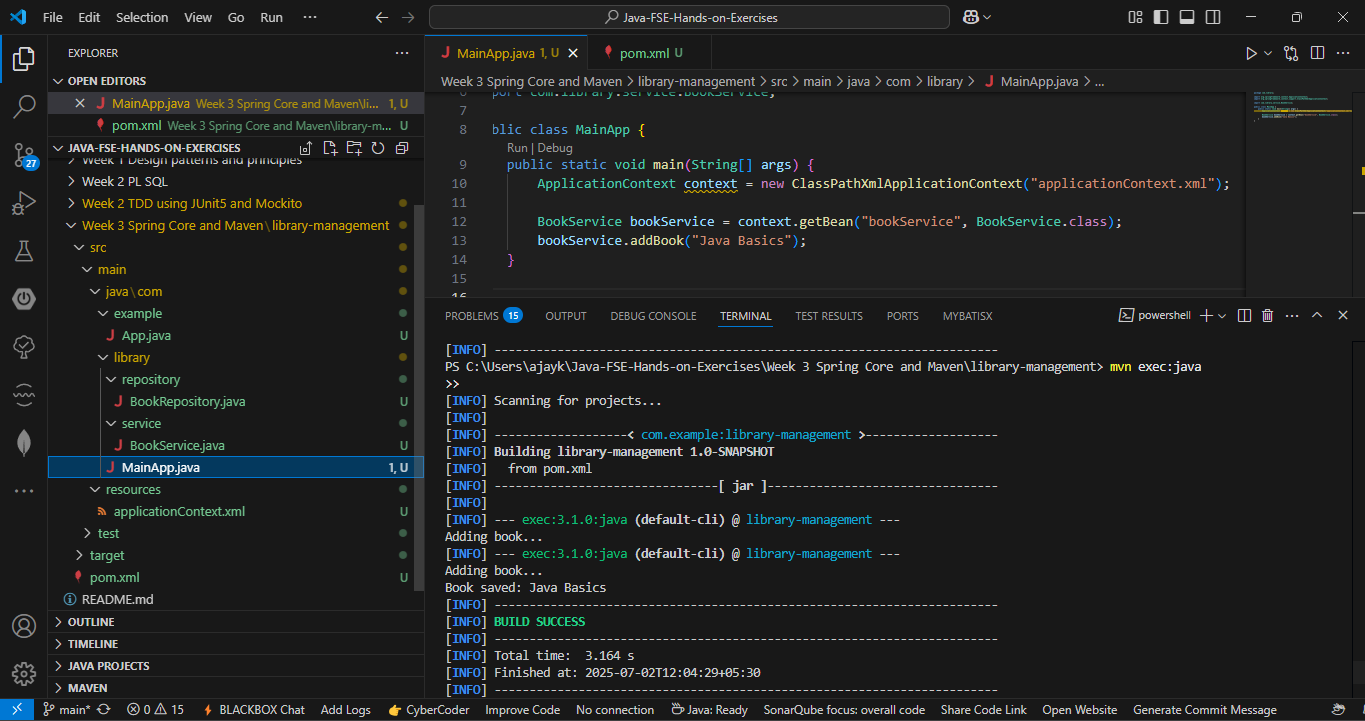 File Edit Selection View Go Run ··· Java-FSE-Hands-on-Exercises
EXPLORER
OPEN EDITORS
MainApp.java Week 3 Spring Core and Maven\li... 1, U
pom.xml Week 3 Spring Core and Maven\library-m... U
JAVA-FSE-HANDS-ON-EXERCISES
Week 1 Design patterns and principles
Week 2 PL SQL
Week 2 TDD using JUnit5 and Mockito
Week 3 Spring Core and Maven\library-management
src
main
java\com
example
App.java U
library
repository
BookRepository.java U
service
BookService.java U
MainApp.java 1, U
resources
applicationContext.xml U
test
target
pom.xml U
README.md
OUTLINE
TIMELINE
JAVA PROJECTS
MAVEN
27
MainApp.java 1, U
pom.xml U
Week 3 Spring Core and Maven > library-management > src > main > java > com > library > MainApp.java > ...
6 port com.library.service.BookService;
7
8 blic class MainApp {
Run | Debug
9 public static void main(String[] args) {
10 ApplicationContext context = new ClassPathXmlApplicationContext("applicationContext.xml");
11
12 BookService bookService = context.getBean("bookService", BookService.class);
13 bookService.addBook("Java Basics");
14 }
15
16
PROBLEMS 15 OUTPUT DEBUG CONSOLE TERMINAL TEST RESULTS PORTS MYBATISX powershell
[INFO] ------------------------------------------------------------------------
PS C:\Users\ajayk\Java-FSE-Hands-on-Exercises\Week 3 Spring Core and Maven\library-management> mvn exec:java
>>
[INFO] Scanning for projects...
[INFO]
[INFO] -------------------< com.example:library-management >-------------------
[INFO] Building library-management 1.0-SNAPSHOT
[INFO]   from pom.xml
[INFO] --------------------------------[ jar ]---------------------------------
[INFO]
[INFO] --- exec:3.1.0:java (default-cli) @ library-management ---
Adding book...
[INFO] --- exec:3.1.0:java (default-cli) @ library-management ---
Adding book...
Book saved: Java Basics
[INFO] ------------------------------------------------------------------------
[INFO] BUILD SUCCESS
[INFO] ------------------------------------------------------------------------
[INFO] Total time:  3.164 s
[INFO] Finished at: 2025-07-02T12:04:29+05:30
[INFO] ------------------------------------------------------------------------
main* 0 15 BLACKBOX Chat Add Logs CyberCoder Improve Code No connection Java: Ready SonarQube focus: overall code Share Code Link Open Website Generate Commit Message